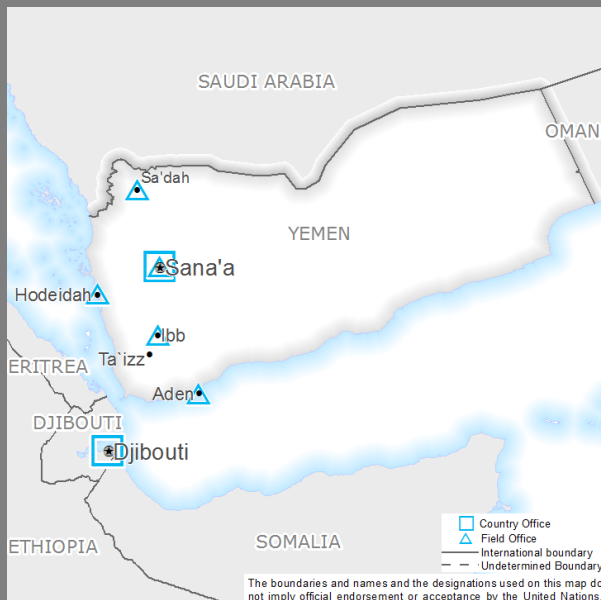 SAUDI ARABIA
OMAN
Sa'dah
YEMEN
Sana'a
Hodeidah
Ibb
Ta`izz
ERITREA
Aden
DJIBOUTI
Djibouti
ETHIOPIA
SOMALIA
Country Office
Field Office
International boundary
Undetermined Boundary
The boundaries and names and the designations used on this map do
not imply official endorsement or acceptance by the United Nations.